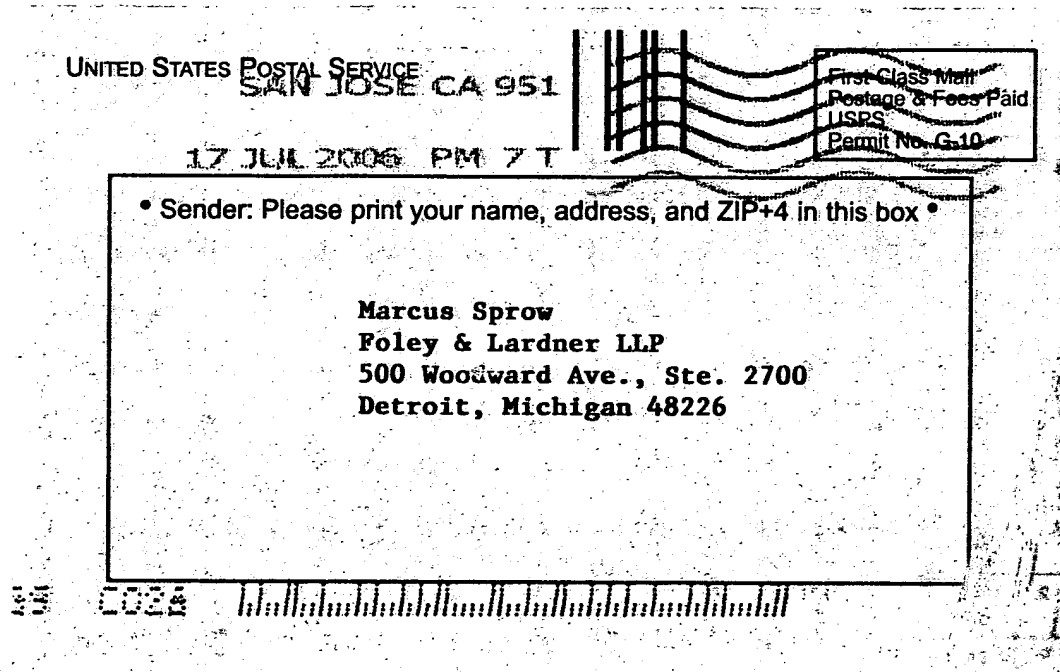 UNITED STATES POSTAL SERVICE
SAN JOSE CA 951
17 JUL 2006 PM 7 T
First-Class Mail
Postage & Fees Paid
USPS
Permit No. G-10
• Sender: Please print your name, address, and ZIP+4 in this box •
Marcus Sprow
Foley & Lardner LLP
500 Woodward Ave., Ste. 2700
Detroit, Michigan 48226